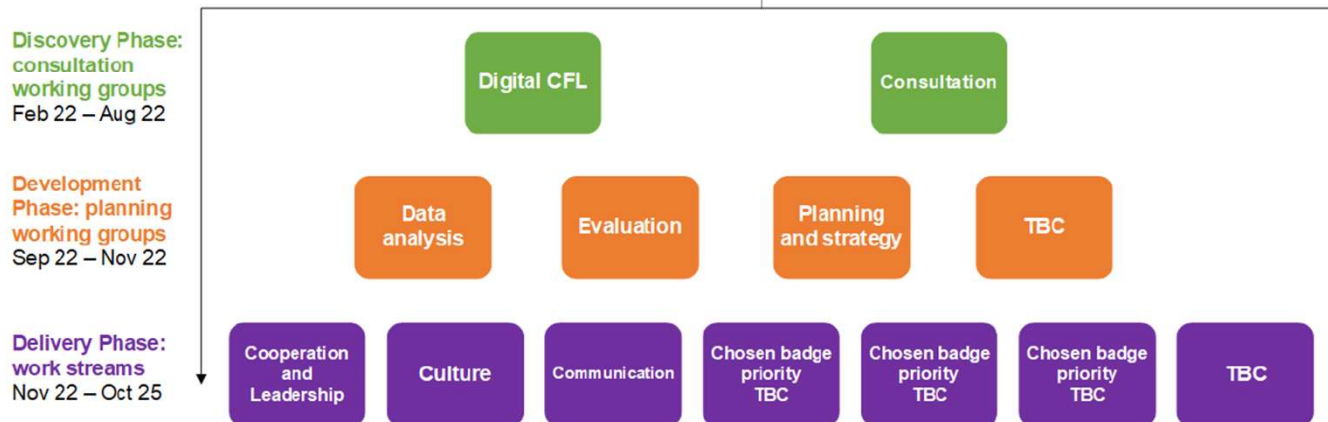 Discovery Phase:
consultation
working groups
Feb 22 – Aug 22
Digital CFL
Consultation
Development
Phase: planning
working groups
Sep 22 – Nov 22
Data
analysis
Evaluation
Planning
and strategy
TBC
Delivery Phase:
work streams
Nov 22 – Oct 25
Cooperation
and
Leadership
Culture
Communication
Chosen badge
priority
TBC
Chosen badge
priority
TBC
Chosen badge
priority
TBC
TBC